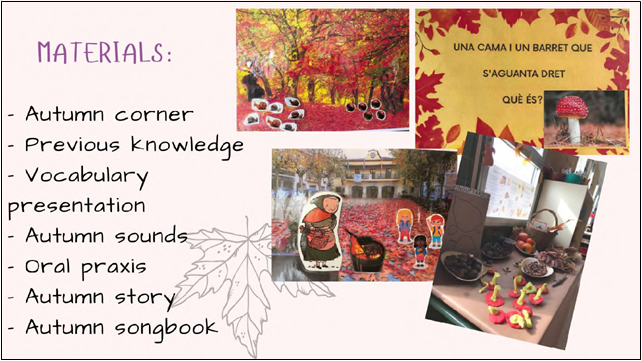 MATERIALS:
- Autumn corner
- Previous knowledge
- Vocabulary
presentation
- Autumn sounds
- Oral praxis
- Autumn story
- Autumn songbook
UNA CAMA I UN BARRET QUE
S'AGUANTA DRET
QUÈ ÉS?